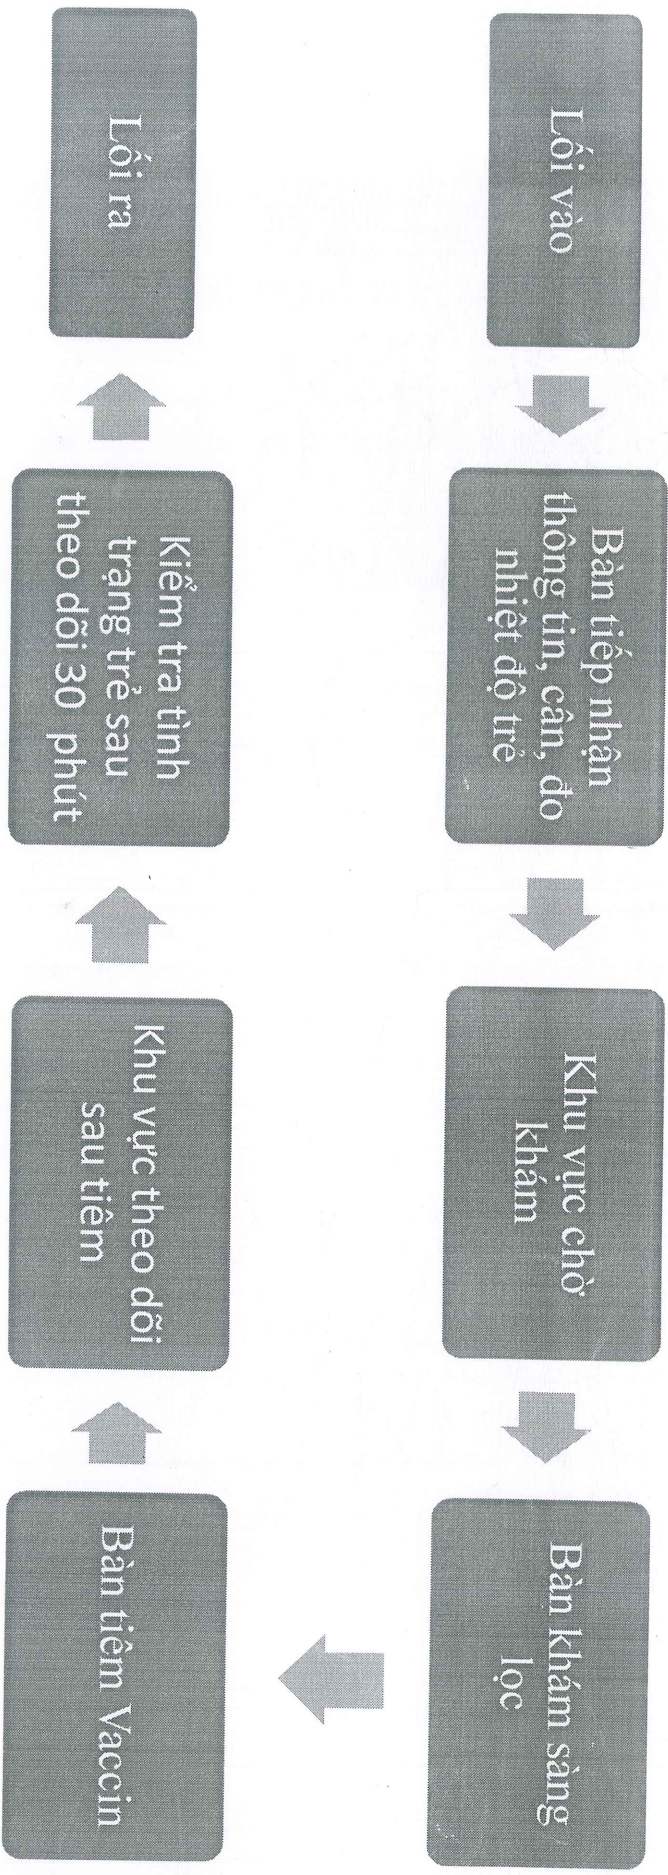 Lối vào
Bàn tiếp nhận
thông tin, cân, đo
nhiệt độ trẻ
Khu vực chờ
khám
Bàn khám sàng
lọc
Bàn tiêm Vaccin
Khu vực theo dõi
sau tiêm
Kiểm tra tình
trạng trẻ sau
theo dõi 30 phút
Lối ra